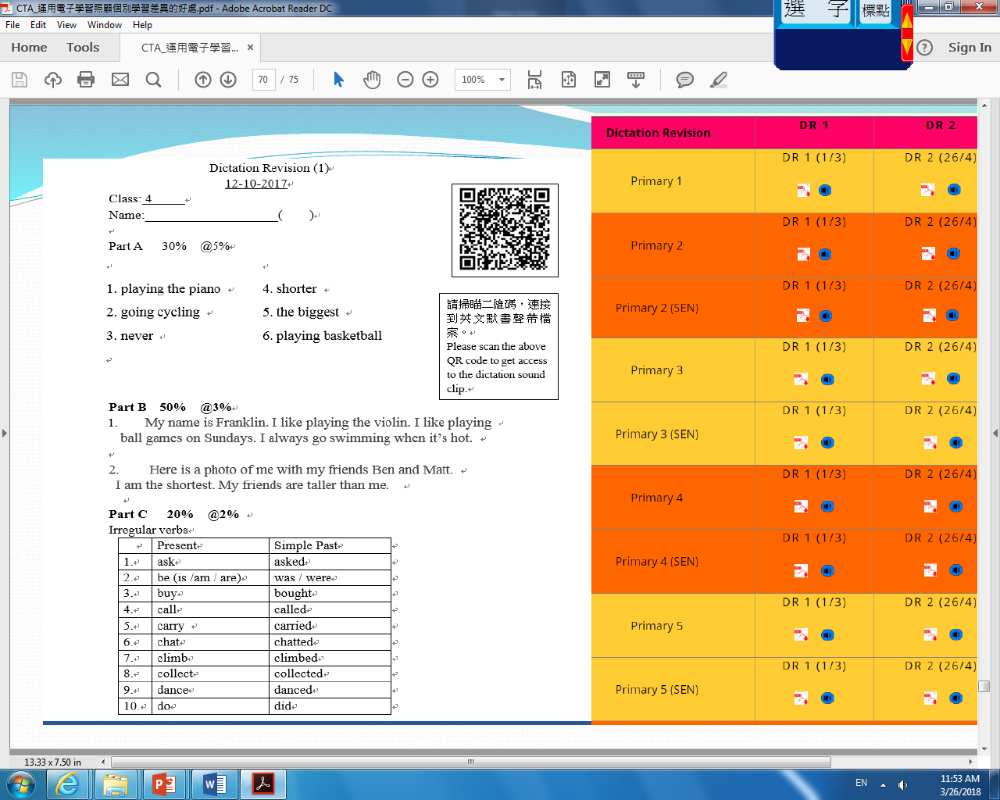 CTA_運用電子學習照顧個別學習差異的好處.pdf - Adobe Acrobat Reader DC
選 字 標點
File Edit View Window Help
Home Tools CTA_運用電子學習... × ? Sign In
70 / 75 100%
Dictation Revision (1)
12-10-2017
Class: 4
Name: ( )
Part A 30% @5%
1. playing the piano 4. shorter
2. going cycling 5. the biggest
3. never 6. playing basketball
請掃瞄二維碼，連接
到英文默書聲帶檔
案。
Please scan the above
QR code to get access
to the dictation sound
clip.
Part B 50% @3%
1. My name is Franklin. I like playing the violin. I like playing
ball games on Sundays. I always go swimming when it’s hot.
2. Here is a photo of me with my friends Ben and Matt.
I am the shortest. My friends are taller than me.
Part C 20% @2%
Irregular verbs
Present Simple Past
1. ask asked
2. be (is /am / are) was / were
3. buy bought
4. call called
5. carry carried
6. chat chatted
7. climb climbed
8. collect collected
9. dance danced
10. do did
Dictation Revision DR 1 DR 2
Primary 1 DR 1 (1/3) DR 2 (26/4)
Primary 2 DR 1 (1/3) DR 2 (26/4)
Primary 2 (SEN) DR 1 (1/3) DR 2 (26/4)
Primary 3 DR 1 (1/3) DR 2 (26/4)
Primary 3 (SEN) DR 1 (1/3) DR 2 (26/4)
Primary 4 DR 1 (1/3) DR 2 (26/4)
Primary 4 (SEN) DR 1 (1/3) DR 2 (26/4)
Primary 5 DR 1 (1/3) DR 2 (26/4)
Primary 5 (SEN) DR 1 (1/3) DR 2 (26/4)
13.33 x 7.50 in
EN 11:53 AM
3/26/2018